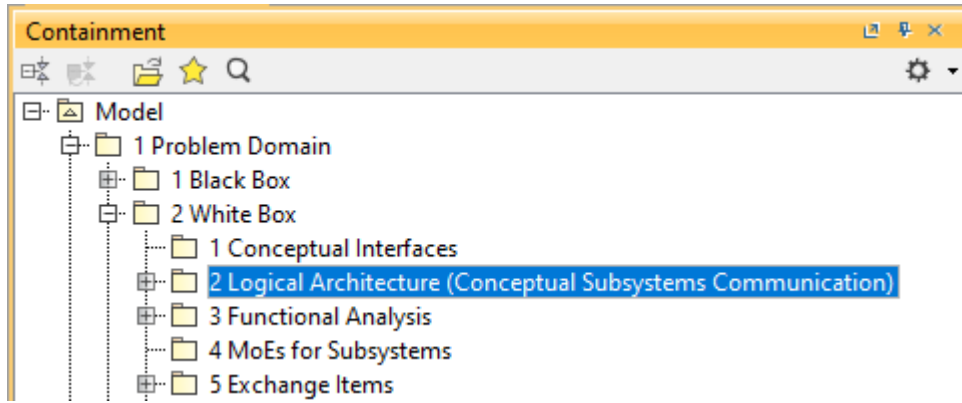 Containment
Model
1 Problem Domain
1 Black Box
2 White Box
1 Conceptual Interfaces
2 Logical Architecture (Conceptual Subsystems Communication)
3 Functional Analysis
4 MoEs for Subsystems
5 Exchange Items